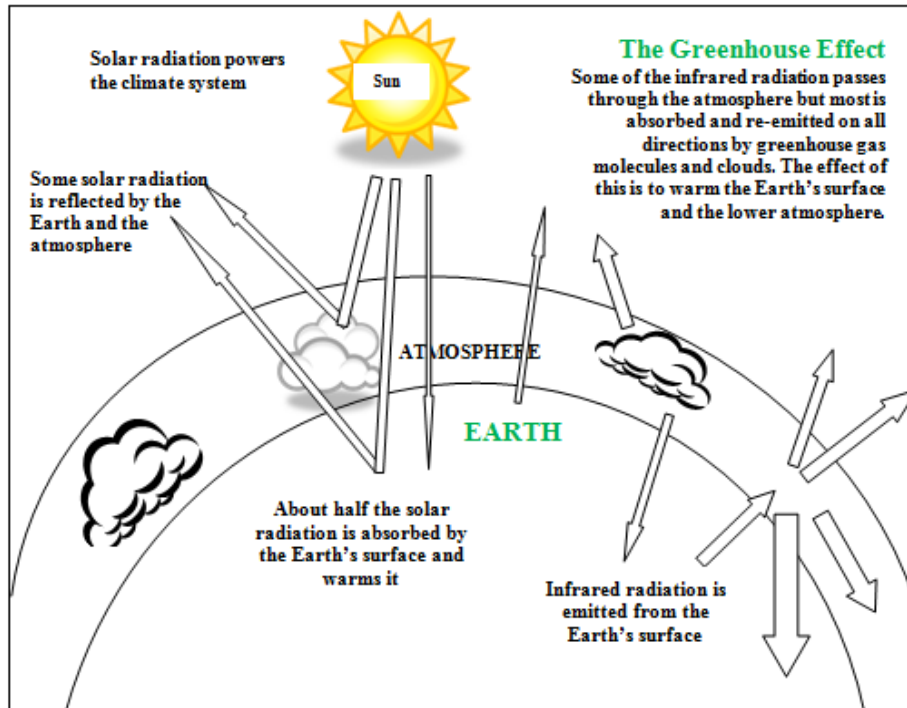 Solar radiation powers
the climate system
Sun
The Greenhouse Effect
Some of the infrared radiation passes
through the atmosphere but most is
absorbed and re-emitted on all
directions by greenhouse gas
molecules and clouds. The effect of
this is to warm the Earth's surface
and the lower atmosphere.
Some solar radiation
is reflected by the
Earth and the
atmosphere
ATMOSPHERE
EARTH
About half the solar
radiation is absorbed by
the Earth's surface and
warms it
Infrared radiation is
emitted from the
Earth's surface